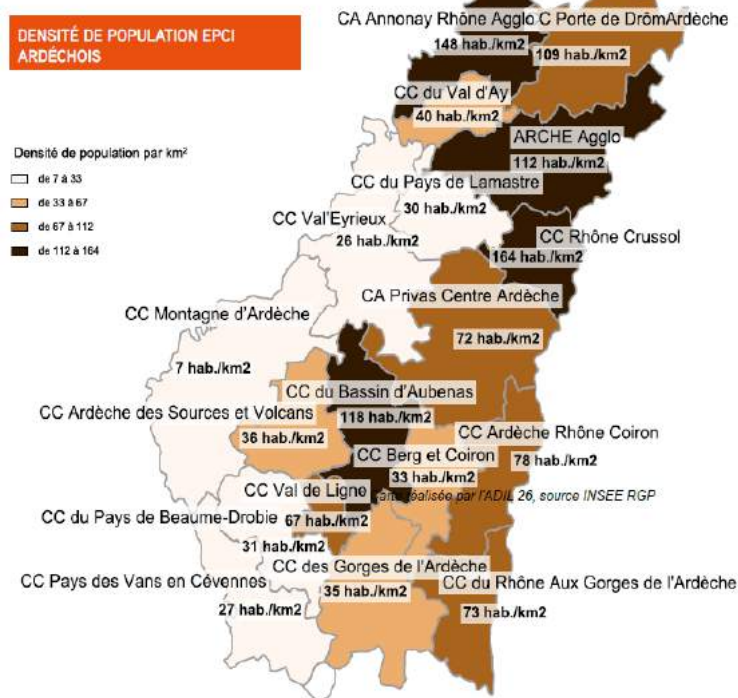 DENSITÉ DE POPULATION EPCI
ARDÉCHOIS
Densité de population par km²
de 7 à 33
de 33 à 67
de 67 à 112
de 112 à 164
CA Annonay Rhône Agglo
148 hab./km2
C Porte de DrômArdèche
109 hab./km2
CC du Val d'Ay
40 hab./km2
ARCHE Agglo
112 hab./km2
CC du Pays de Lamastre
30 hab./km2
CC Val'Eyrieux
26 hab./km2
CC Rhône Crussol
164 hab./km2
CA Privas Centre Ardèche
72 hab./km2
CC Montagne d'Ardèche
7 hab./km2
CC du Bassin d'Aubenas
118 hab./km2
CC Ardèche des Sources et Volcans
36 hab./km2
CC Ardèche Rhône Coiron
78 hab./km2
CC Berg et Coiron
33 hab./km2
réalisée par l'ADIL 26, source INSEE RGP
CC Val de Ligne
67 hab./km2
CC du Pays de Beaume-Drobie
31 hab./km2
CC des Gorges de l'Ardèche
35 hab./km2
CC Pays des Vans en Cévennes
27 hab./km2
CC du Rhône Aux Gorges de l'Ardèche
73 hab./km2